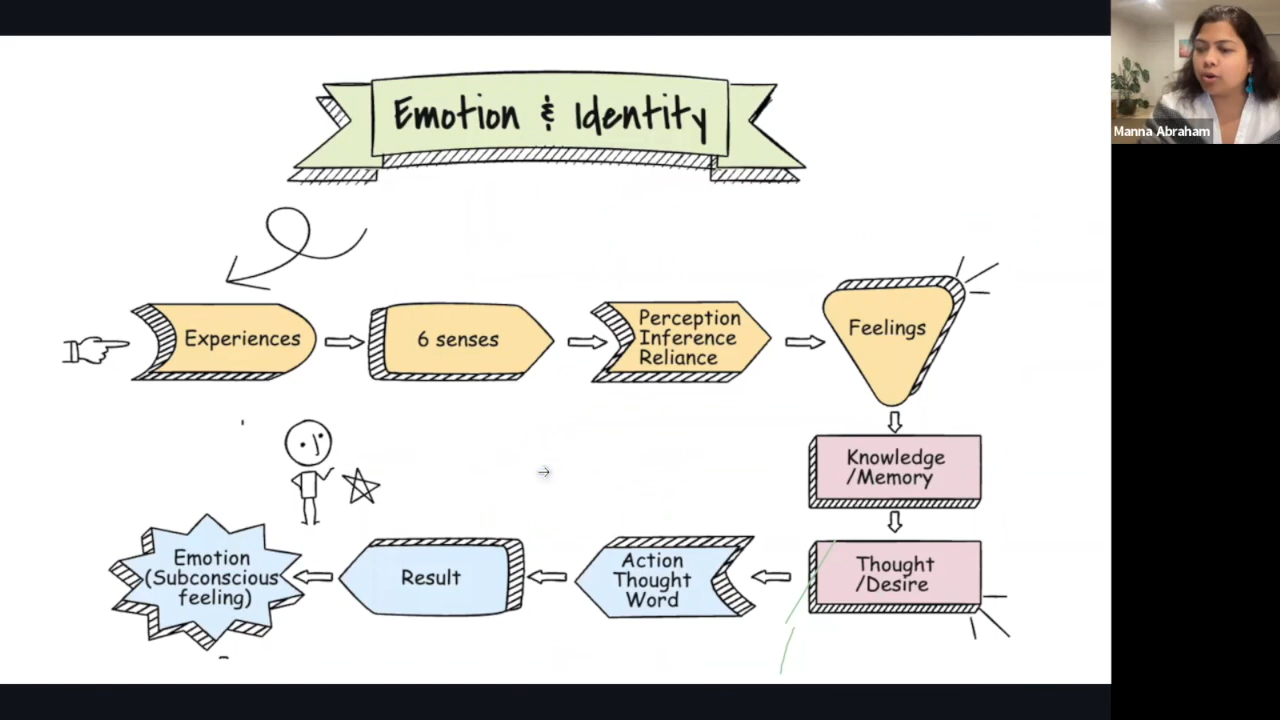 Emotion & Identity
Manna Abraham
Experiences
6 senses
Perception
Inference
Reliance
Feelings
Knowledge
/Memory
Thought
/Desire
Action
Thought
Word
Result
Emotion
(Subconscious
feeling)